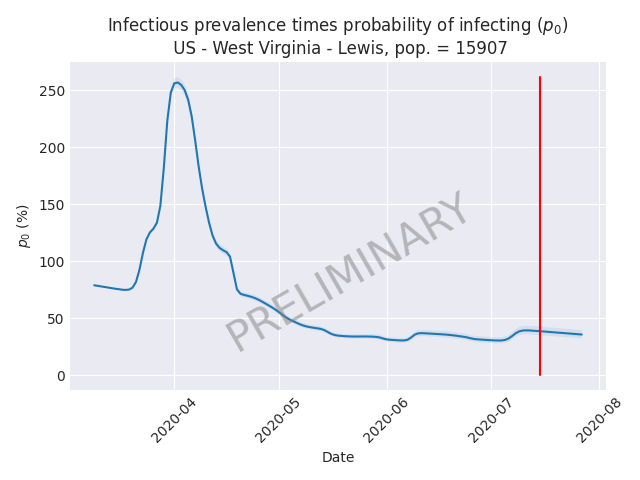 Infectious prevalence times probability of infecting (p₀)
US - West Virginia - Lewis, pop. = 15907
p₀ (%)
250
200
150
100
50
0
PRELIMINARY
2020-04
2020-05
2020-06
2020-07
2020-08
Date